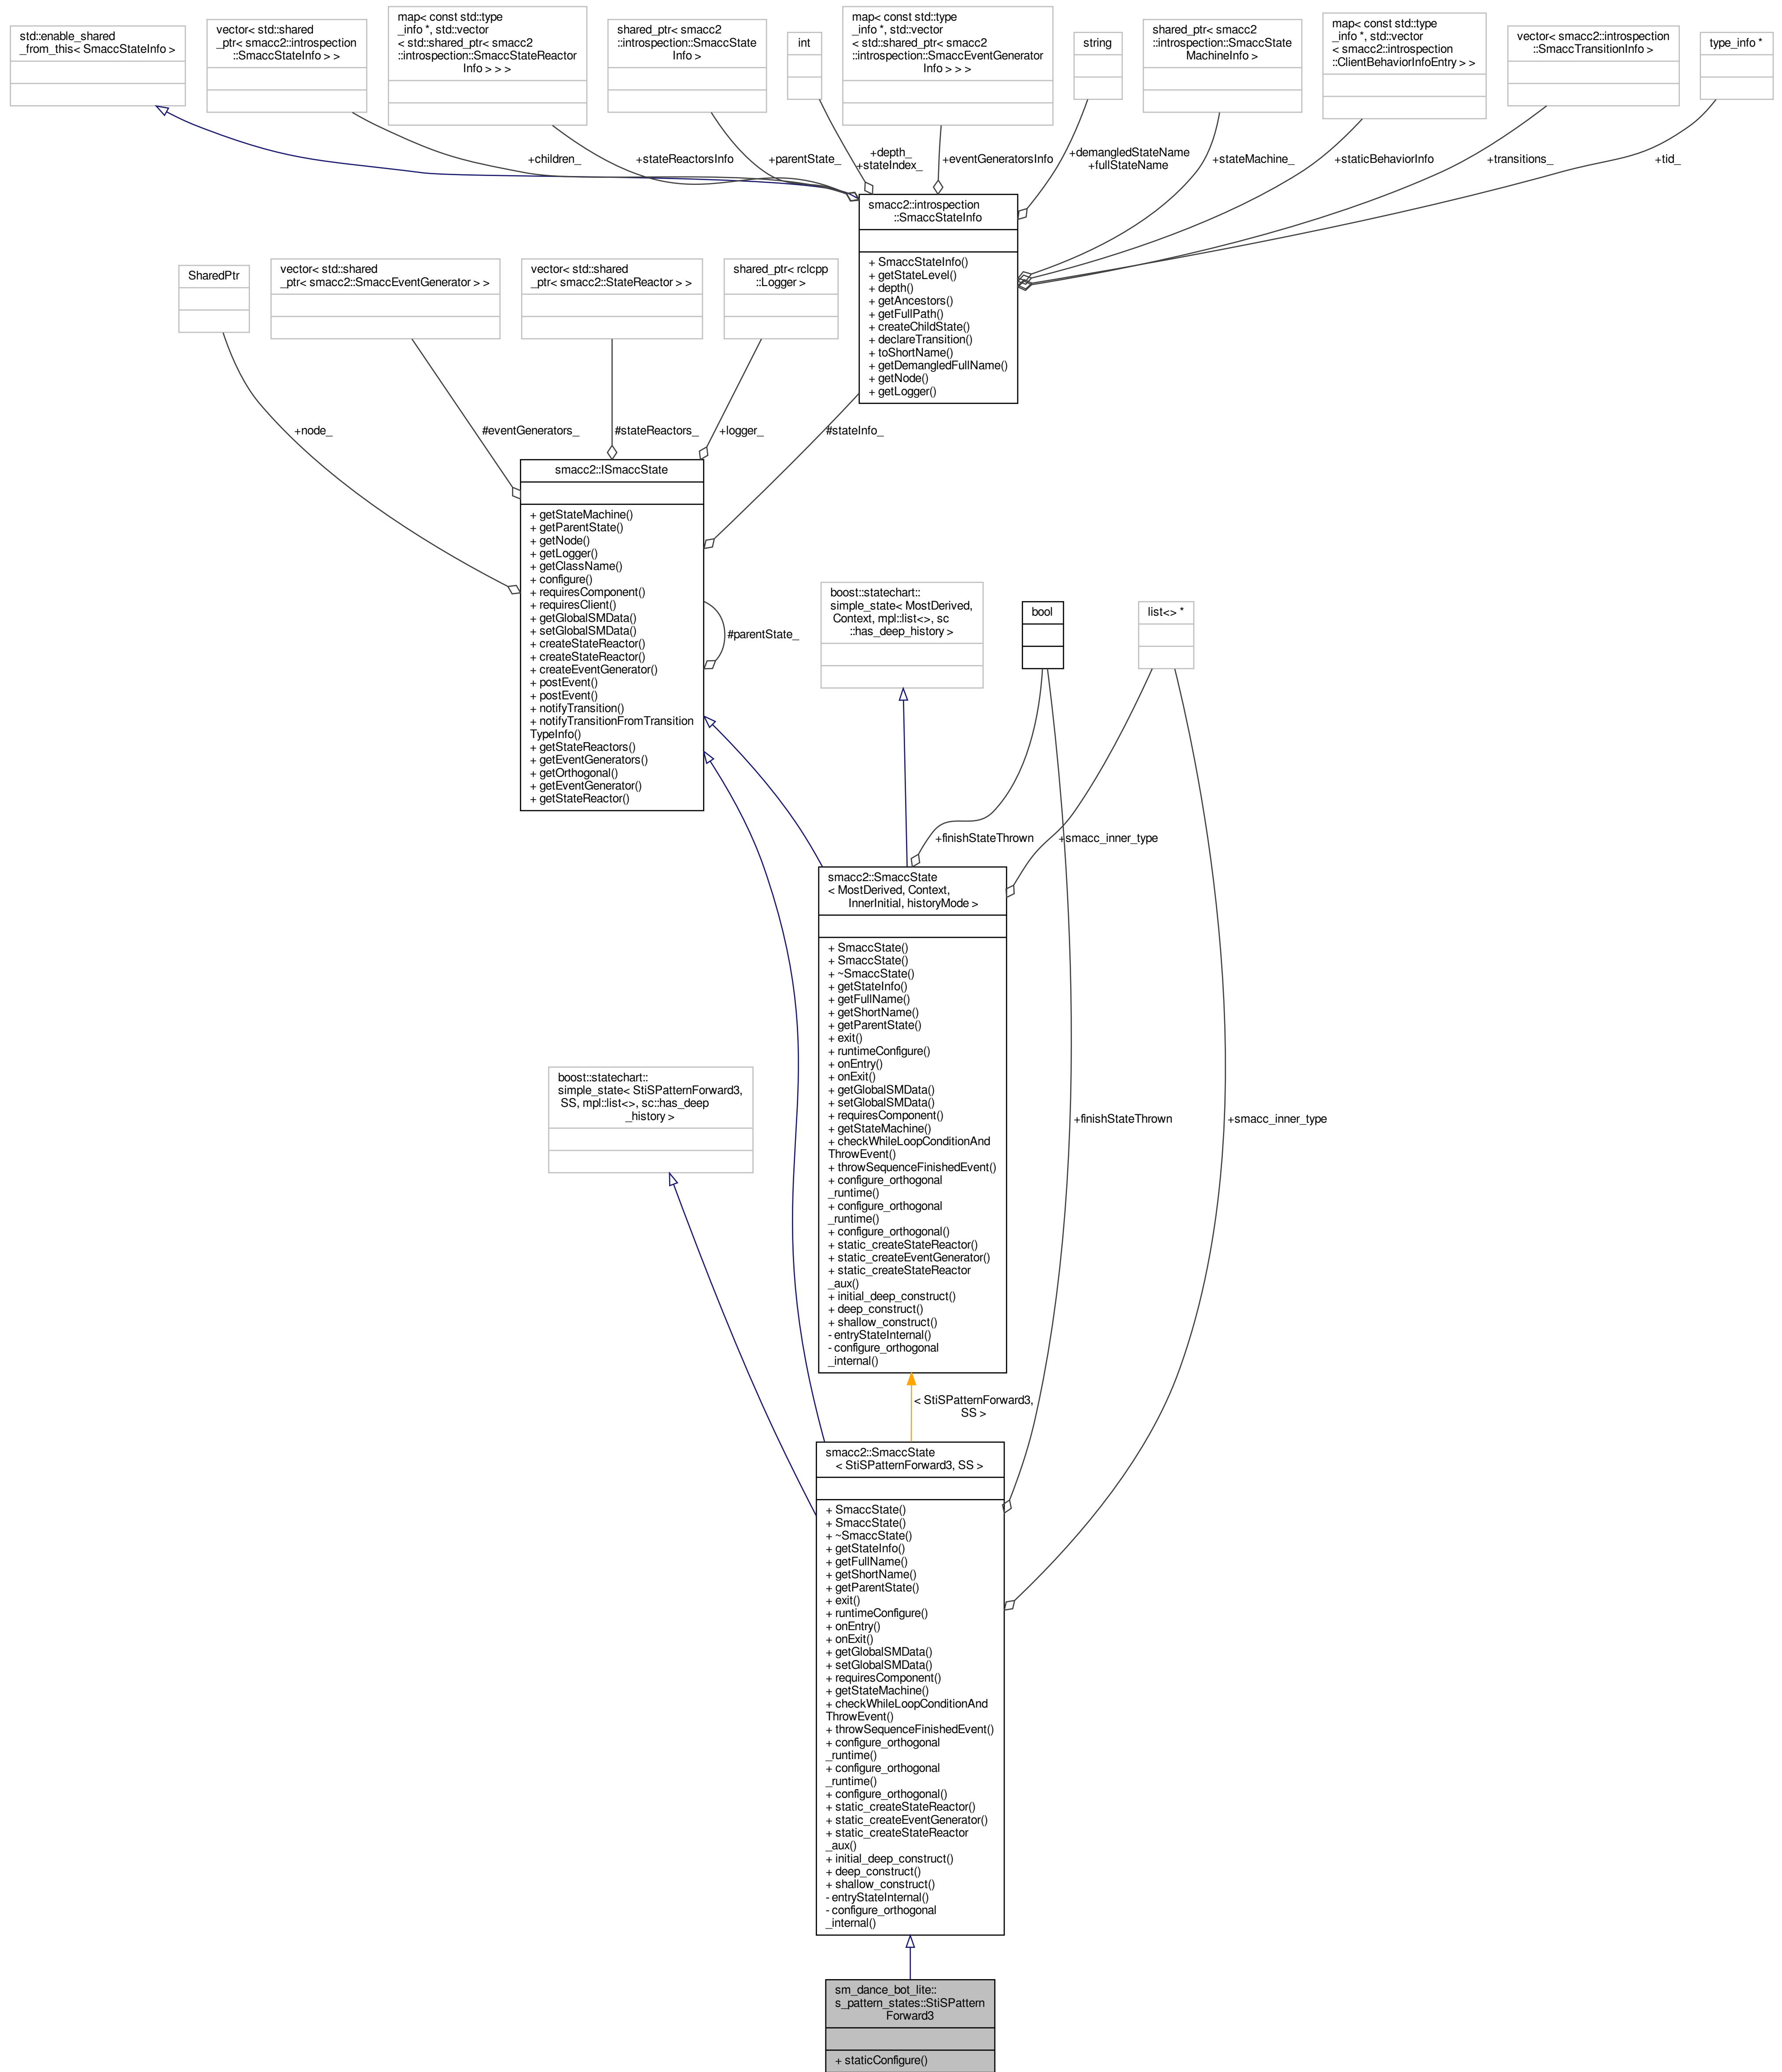 std::enable_shared
_from_this< SmaccStateInfo >
vector< std::shared
_ptr< smacc2::introspection
::SmaccStateInfo > >
map< const std::type
_info *, std::vector
< std::shared_ptr< smacc2
::introspection::SmaccStateReactor
Info > > >
shared_ptr< smacc2
::introspection::SmaccState
Info >
int
map< const std::type
_info *, std::vector
< std::shared_ptr< smacc2
::introspection::SmaccEventGenerator
Info > > >
string
shared_ptr< smacc2
::introspection::SmaccState
MachineInfo >
map< const std::type
_info *, std::vector
< smacc2::introspection
::ClientBehaviorInfoEntry > >
vector< smacc2::introspection
::SmaccTransitionInfo >
type_info *
+children_
+stateReactorsInfo
+parentState_
+depth_
+stateIndex_
+eventGeneratorsInfo
+demangledStateName
+fullStateName
+stateMachine_
+staticBehaviorInfo
+transitions_
+tid_
smacc2::introspection
::SmaccStateInfo
+ SmaccStateInfo()
+ getStateLevel()
+ depth()
+ getAncestors()
+ getFullPath()
+ createChildState()
+ declareTransition()
+ toShortName()
+ getDemangledFullName()
+ getNode()
+ getLogger()
SharedPtr
vector< std::shared
_ptr< smacc2::SmaccEventGenerator > >
vector< std::shared
_ptr< smacc2::StateReactor > >
shared_ptr< rclcpp
::Logger >
+node_
#eventGenerators_
#stateReactors_
+logger_
#stateInfo_
smacc2::ISmaccState
+ getStateMachine()
+ getParentState()
+ getNode()
+ getLogger()
+ getClassName()
+ configure()
+ requiresComponent()
+ requiresClient()
+ getGlobalSMData()
+ setGlobalSMData()
+ createStateReactor()
+ createStateReactor()
+ createEventGenerator()
+ postEvent()
+ postEvent()
+ notifyTransition()
+ notifyTransitionFromTransition
TypeInfo()
+ getStateReactors()
+ getEventGenerators()
+ getOrthogonal()
+ getEventGenerator()
+ getStateReactor()
#parentState_
boost::statechart::
simple_state< MostDerived,
Context, mpl::list<>, sc
::has_deep_history >
bool
list<> *
+finishStateThrown
+smacc_inner_type
smacc2::SmaccState
< MostDerived, Context,
InnerInitial, historyMode >
+ SmaccState()
+ SmaccState()
+ ~SmaccState()
+ getStateInfo()
+ getFullName()
+ getShortName()
+ getParentState()
+ exit()
+ runtimeConfigure()
+ onEntry()
+ onExit()
+ getGlobalSMData()
+ setGlobalSMData()
+ requiresComponent()
+ getStateMachine()
+ checkWhileLoopConditionAnd
ThrowEvent()
+ throwSequenceFinishedEvent()
+ configure_orthogonal
_runtime()
+ configure_orthogonal
_runtime()
+ configure_orthogonal()
+ static_createStateReactor()
+ static_createEventGenerator()
+ static_createStateReactor
_aux()
+ initial_deep_construct()
+ deep_construct()
+ shallow_construct()
- entryStateInternal()
- configure_orthogonal
_internal()
boost::statechart::
simple_state< StiSPatternForward3,
SS, mpl::list<>, sc::has_deep
_history >
+finishStateThrown
+smacc_inner_type
< StiSPatternForward3,
SS >
smacc2::SmaccState
< StiSPatternForward3, SS >
+ SmaccState()
+ SmaccState()
+ ~SmaccState()
+ getStateInfo()
+ getFullName()
+ getShortName()
+ getParentState()
+ exit()
+ runtimeConfigure()
+ onEntry()
+ onExit()
+ getGlobalSMData()
+ setGlobalSMData()
+ requiresComponent()
+ getStateMachine()
+ checkWhileLoopConditionAnd
ThrowEvent()
+ throwSequenceFinishedEvent()
+ configure_orthogonal
_runtime()
+ configure_orthogonal
_runtime()
+ configure_orthogonal()
+ static_createStateReactor()
+ static_createEventGenerator()
+ static_createStateReactor
_aux()
+ initial_deep_construct()
+ deep_construct()
+ shallow_construct()
- entryStateInternal()
- configure_orthogonal
_internal()
sm_dance_bot_lite::
s_pattern_states::StiSPattern
Forward3
+ staticConfigure()